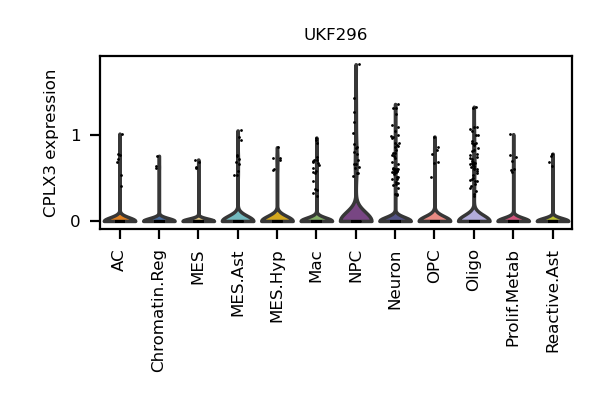 UKF296
CPLX3 expression
1
0
AC
Chromatin.Reg
MES
MES.Ast
MES.Hyp
Mac
NPC
Neuron
OPC
Oligo
Prolif.Metab
Reactive.Ast